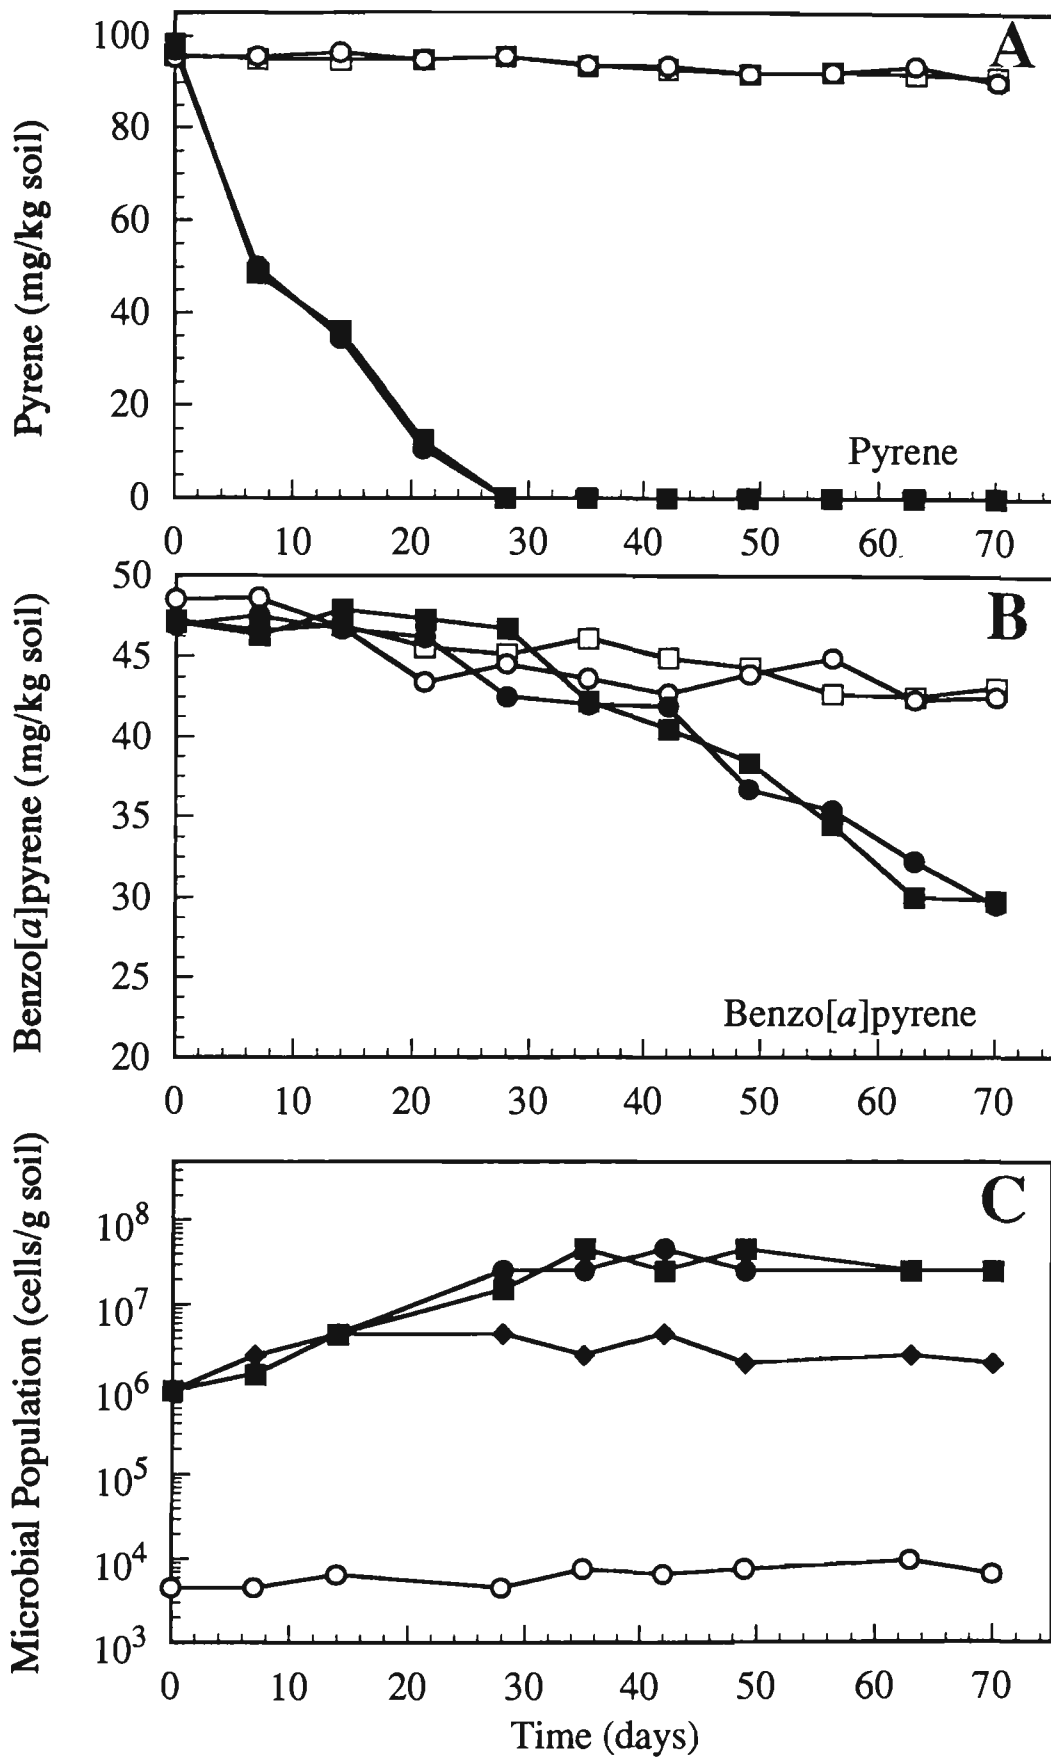 A
Pyrene (mg/kg soil)
100
80
60
40
20
0
Pyrene
0 10 20 30 40 50 60 70
B
Benzo[a]pyrene (mg/kg soil)
50
45
40
35
30
25
20
Benzo[a]pyrene
0 10 20 30 40 50 60 70
C
Microbial Population (cells/g soil)
10⁸
10⁷
10⁶
10⁵
10⁴
10³
0 10 20 30 40 50 60 70
Time (days)